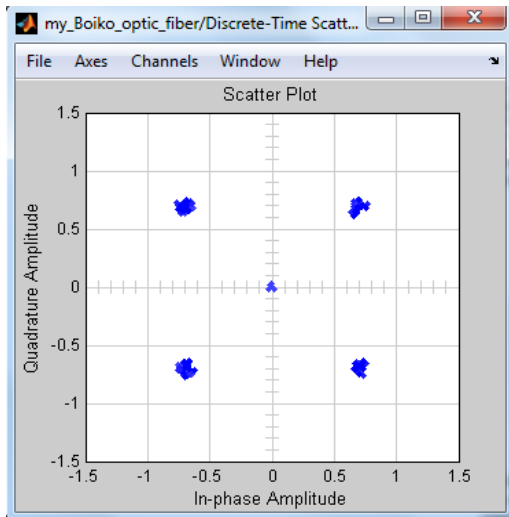 my_Boiko_optic_fiber/Discrete-Time Scatt...
File Axes Channels Window Help
Scatter Plot
1.5
1
0.5
0
-0.5
-1
-1.5
Quadrature Amplitude
-1.5 -1 -0.5 0 0.5 1 1.5
In-phase Amplitude